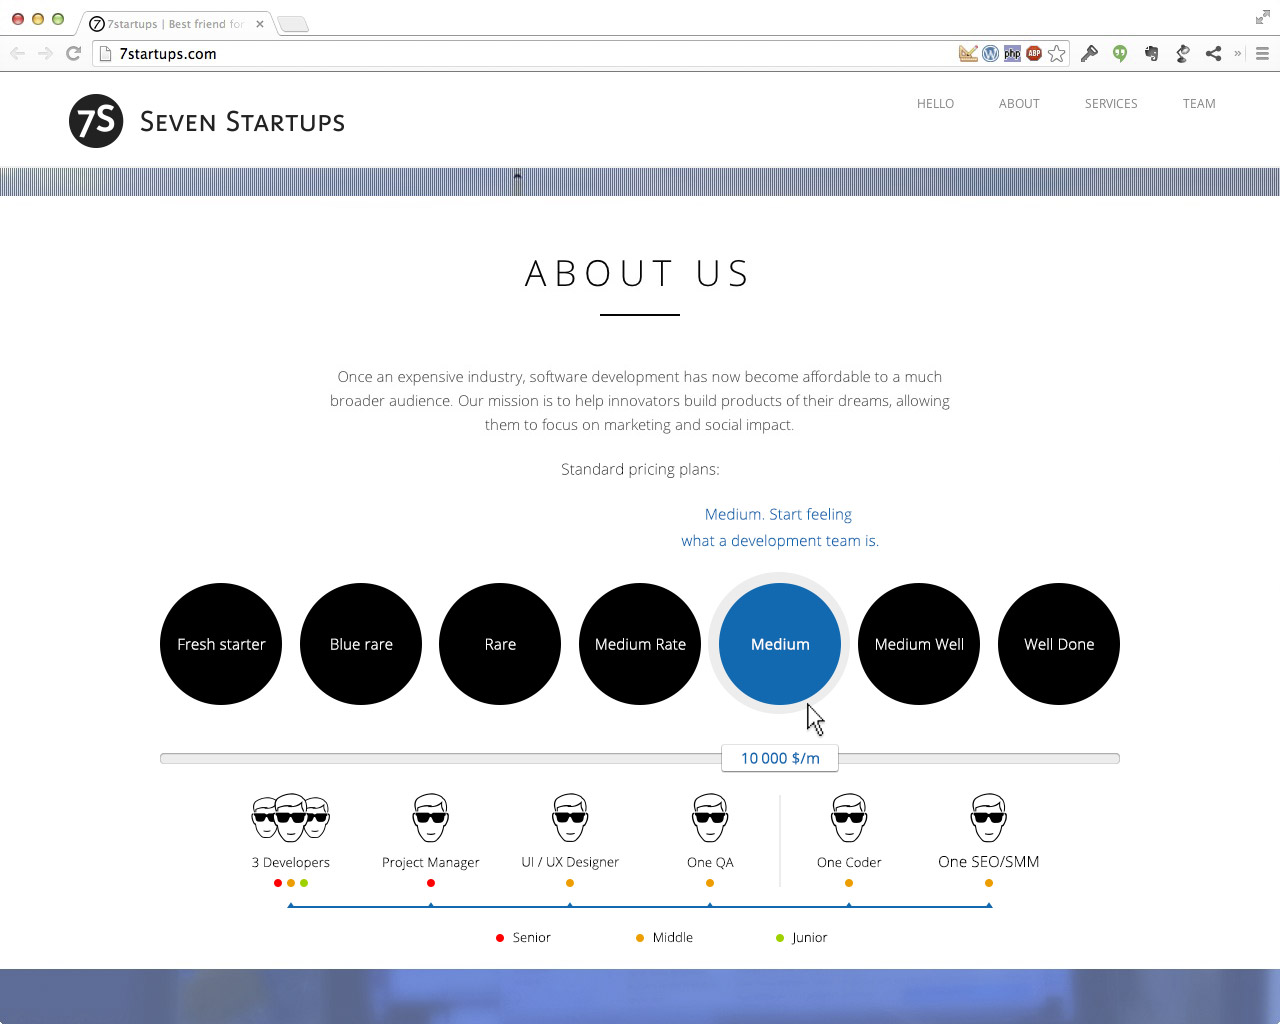 7startups | Best friend for
7startups.com
php
ABP
7S SEVEN STARTUPS
HELLO ABOUT SERVICES TEAM
ABOUT US
Once an expensive industry, software development has now become affordable to a much
broader audience. Our mission is to help innovators build products of their dreams, allowing
them to focus on marketing and social impact.
Standard pricing plans:
Medium. Start feeling
what a development team is.
Fresh starter Blue rare Rare Medium Rate Medium Medium Well Well Done
10 000 $/m
3 Developers Project Manager UI / UX Designer One QA One Coder One SEO/SMM
Senior Middle Junior